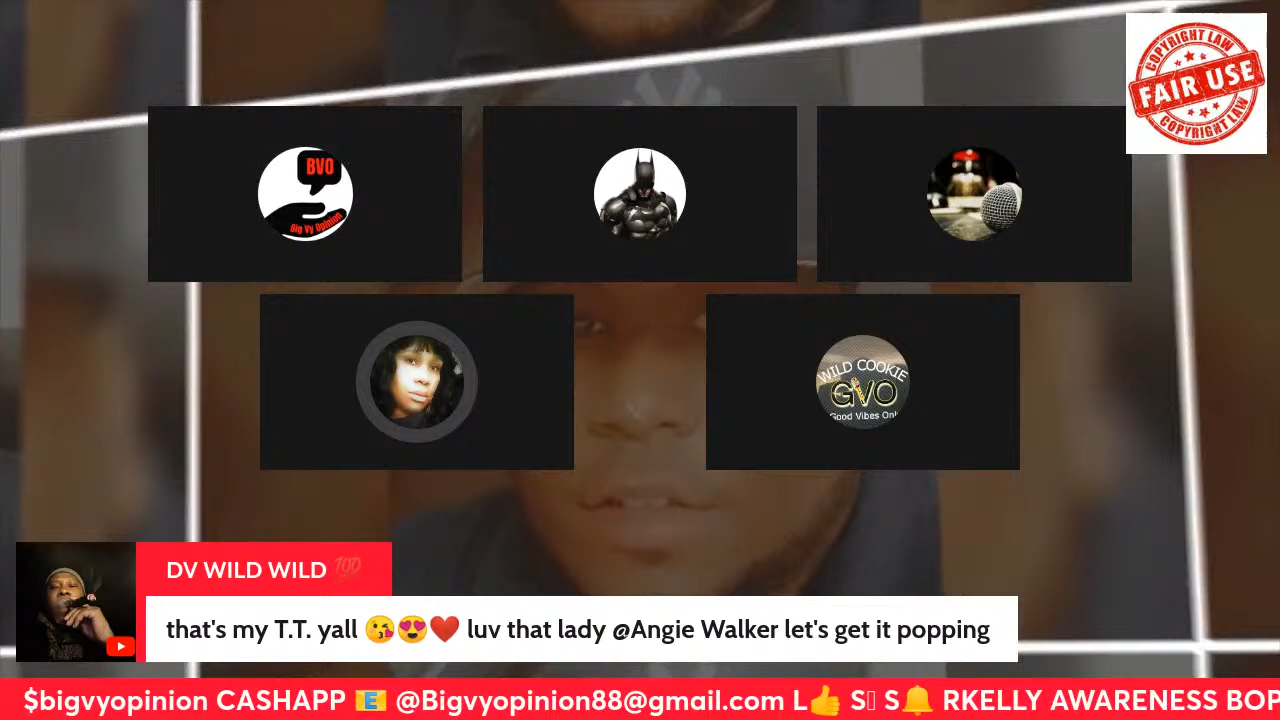 COPYRIGHT LAW
FAIR USE
COPYRIGHT LAW
BVO
Big Vy Opinion
WILD COOKIE
GVO
Good Vibes Onl
DV WILD WILD 💯
that's my T.T. yall 😘😍❤️ luv that lady @Angie Walker let's get it popping
$bigvyopinion CASHAPP 📧 @Bigvyopinion88@gmail.com L👍 S▯ S🔔 RKELLY AWARENESS BOP